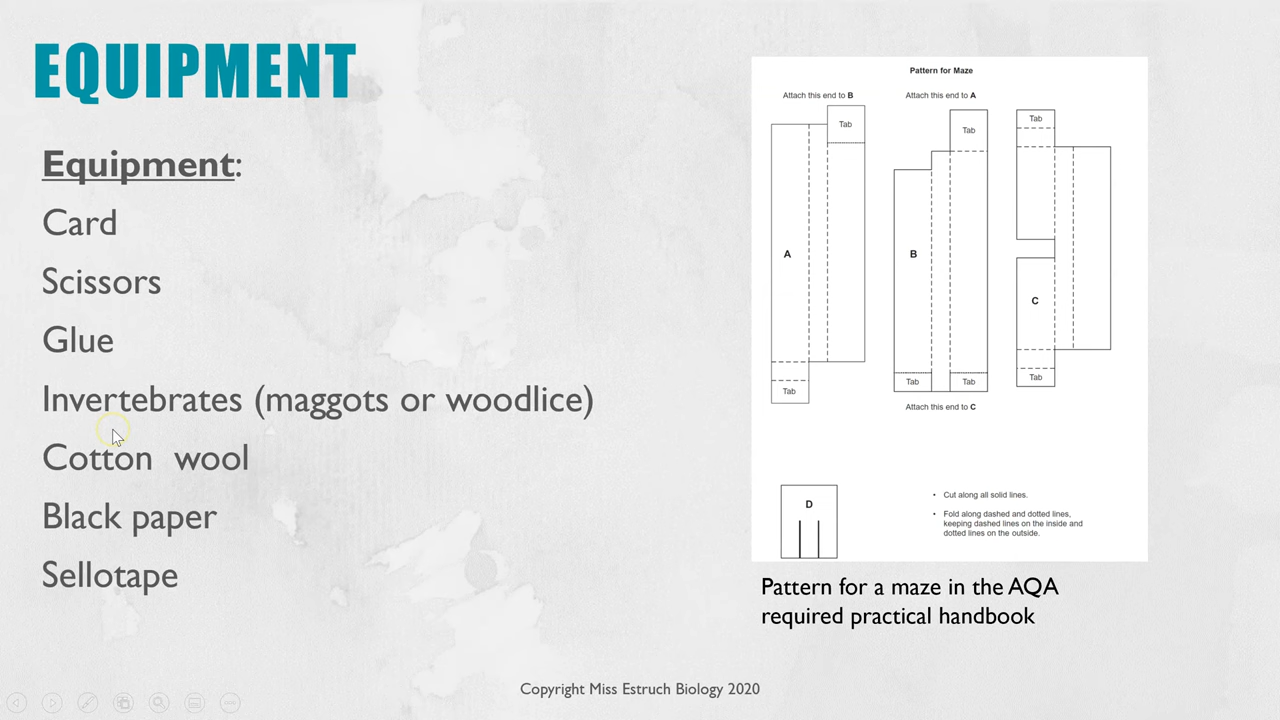 EQUIPMENT
Equipment:
Card
Scissors
Glue
Invertebrates (maggots or woodlice)
Cotton wool
Black paper
Sellotape
Pattern for Maze
Attach this end to B
Attach this end to A
Tab
Tab
Tab
A
B
C
Tab
Tab
Tab
Tab
Attach this end to C
D
• Cut along all solid lines.
• Fold along dashed and dotted lines,
keeping dashed lines on the inside and
dotted lines on the outside.
Pattern for a maze in the AQA
required practical handbook
Copyright Miss Estruch Biology 2020